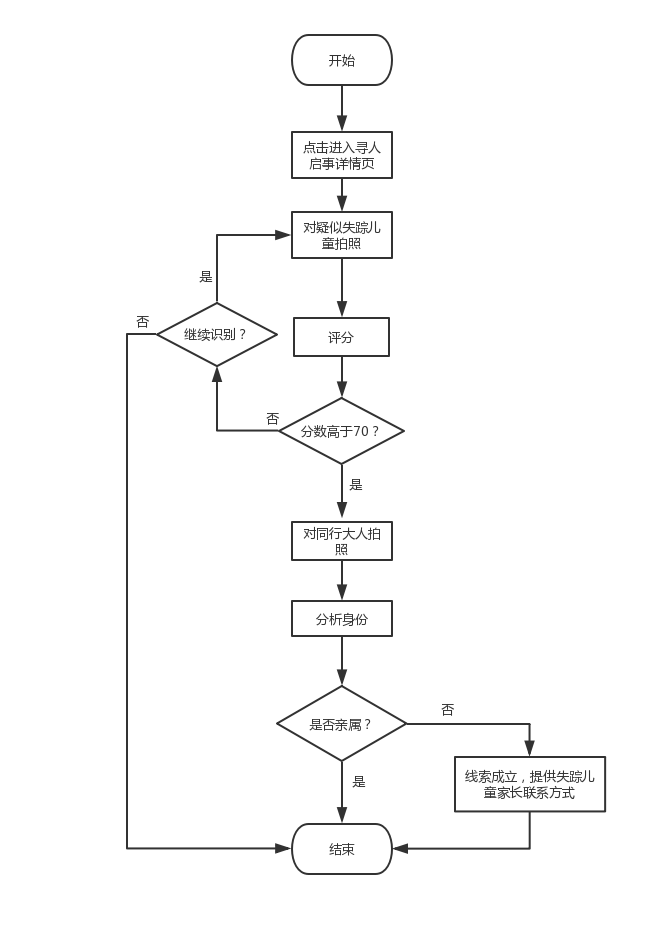 开始
点击进入寻人
启事详情页
对疑似失踪儿
童拍照
是
否
继续识别？
评分
否
分数高于70？
是
对同行大人拍
照
分析身份
否
是否亲属？
线索成立，提供失踪儿
童家长联系方式
是
结束